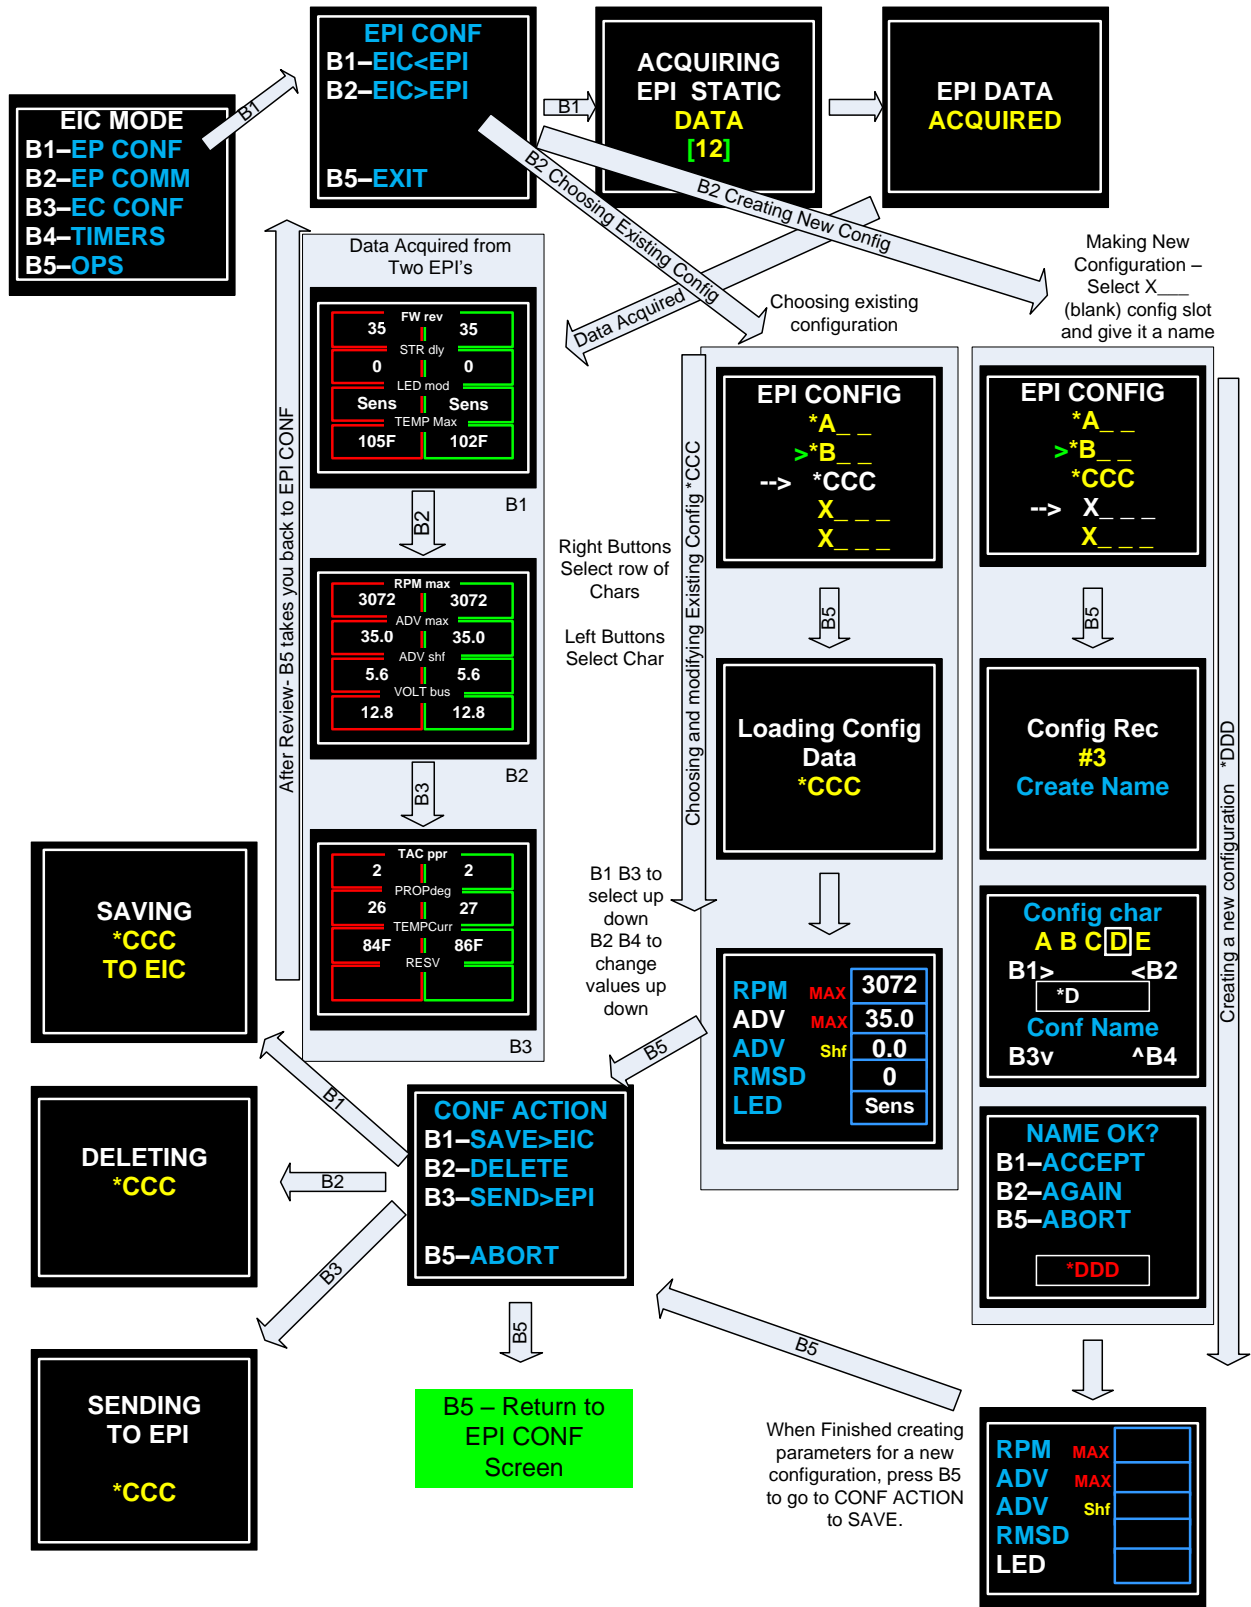 EIC MODE
B1–EP CONF
B2–EP COMM
B3–EC CONF
B4–TIMERS
B5–OPS
B1
EPI CONF
B1–EIC<EPI
B2–EIC>EPI
B5–EXIT
B1
ACQUIRING
EPI STATIC
DATA
[12]
EPI DATA
ACQUIRED
B2 Choosing Existing Config
B2 Creating New Config
Data Acquired
After Review- B5 takes you back to EPI CONF
Data Acquired from
Two EPI's
FW rev
35 35
STR dly
0 0
LED mod
Sens Sens
TEMP Max
105F 102F
B1
B2
RPM max
3072 3072
ADV max
35.0 35.0
ADV shf
5.6 5.6
VOLT bus
12.8 12.8
B2
B3
TAC ppr
2 2
PROPdeg
26 27
TEMPCurr
84F 86F
RESV
B3
Choosing existing
configuration
Choosing and modifying Existing Config *CCC
EPI CONFIG
*A_ _
>*B_ _
--> *CCC
X_ _ _
X_ _ _
B5
Right Buttons
Select row of
Chars
Left Buttons
Select Char
Loading Config
Data
*CCC
B1 B3 to
select up
down
B2 B4 to
change
values up
down
RPM MAX 3072
ADV MAX 35.0
ADV Shf 0.0
RMSD 0
LED Sens
B5
Making New
Configuration –
Select X___
(blank) config slot
and give it a name
EPI CONFIG
*A_ _
>*B_ _
*CCC
--> X_ _ _
X_ _ _
B5
Creating a new configuration *DDD
Config Rec
#3
Create Name
Config char
A B C D E
B1> <B2
*D
Conf Name
B3v ^B4
NAME OK?
B1–ACCEPT
B2–AGAIN
B5–ABORT
*DDD
RPM MAX
ADV MAX
ADV Shf
RMSD
LED
B5
When Finished creating
parameters for a new
configuration, press B5
to go to CONF ACTION
to SAVE.
CONF ACTION
B1–SAVE>EIC
B2–DELETE
B3–SEND>EPI
B5–ABORT
B1
SAVING
*CCC
TO EIC
B2
DELETING
*CCC
B3
SENDING
TO EPI
*CCC
B5
B5 – Return to
EPI CONF
Screen